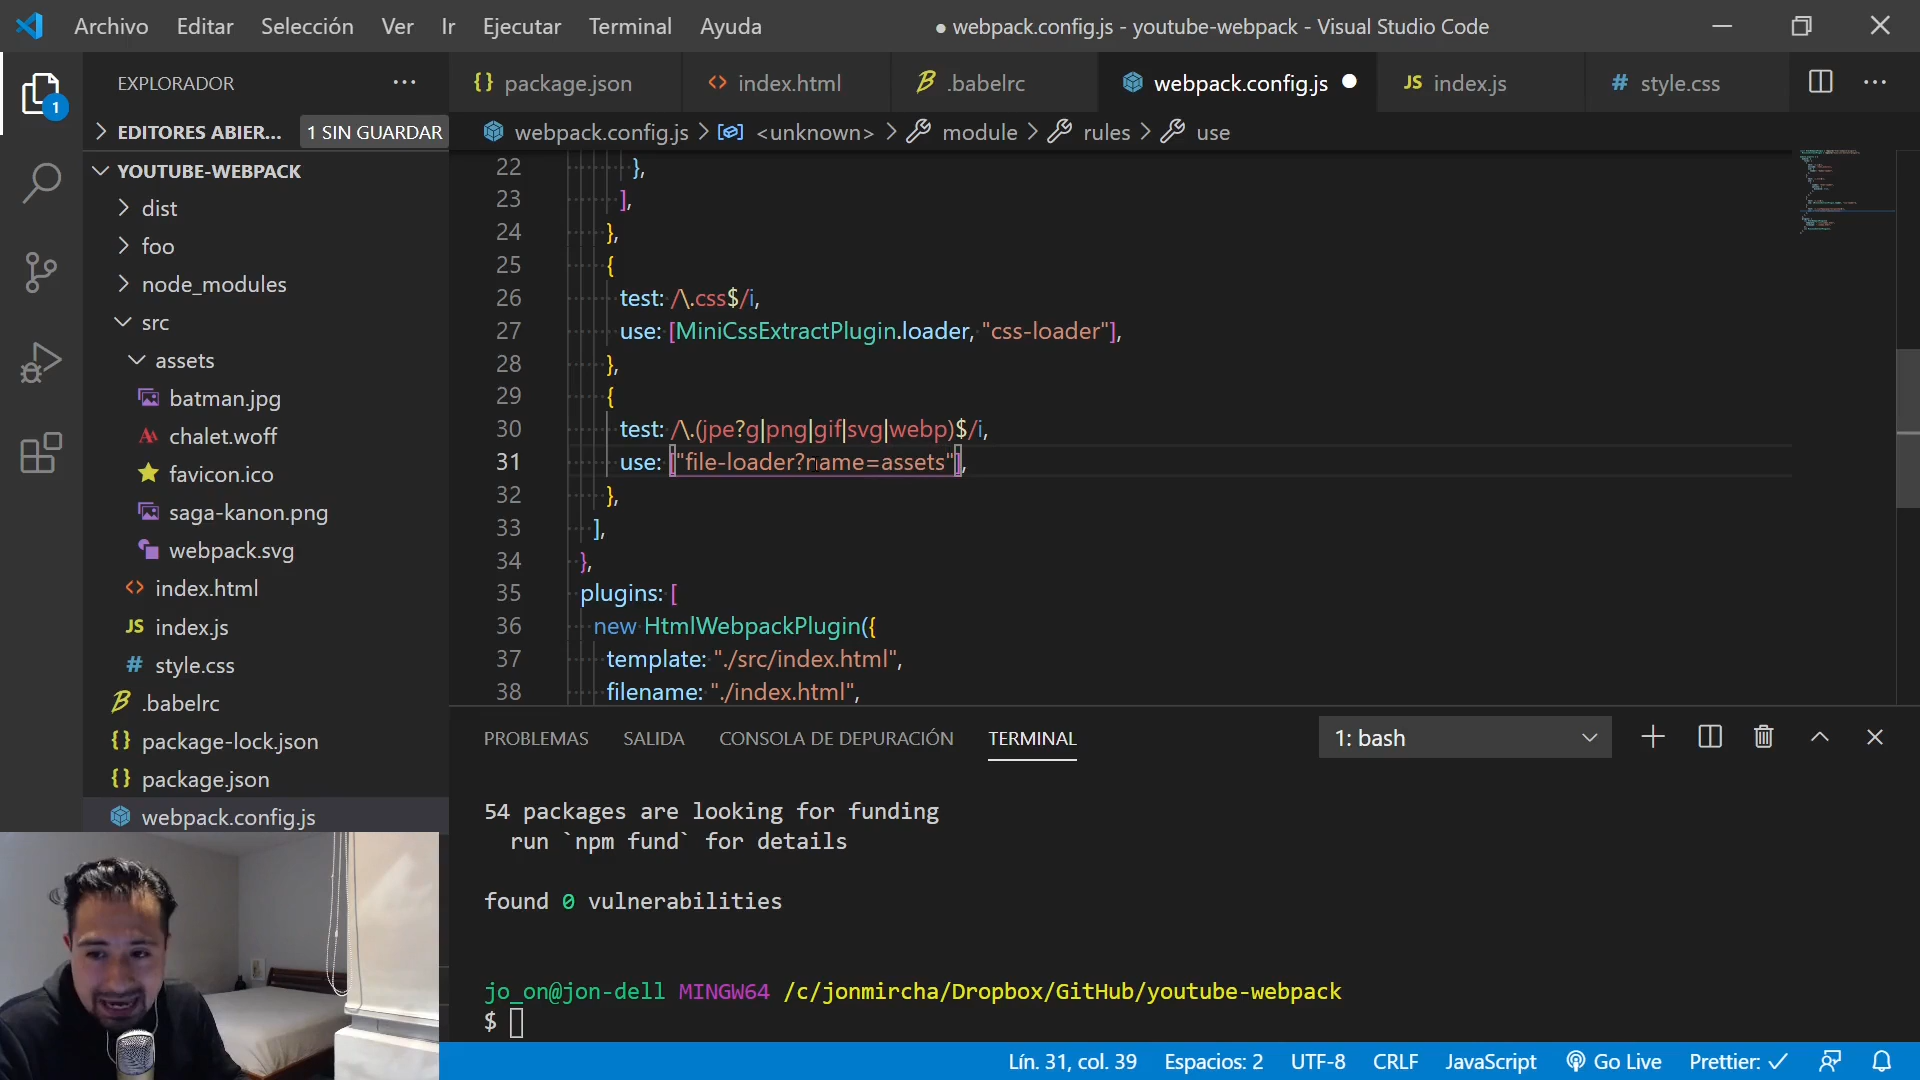 Archivo Editar Selección Ver Ir Ejecutar Terminal Ayuda
● webpack.config.js - youtube-webpack - Visual Studio Code
EXPLORADOR ···
{} package.json <> index.html .babelrc webpack.config.js ● JS index.js # style.css ···
EDITORES ABIER... 1 SIN GUARDAR
webpack.config.js > <unknown> > module > rules > use
1
YOUTUBE-WEBPACK
dist
foo
node_modules
src
assets
batman.jpg
chalet.woff
favicon.ico
saga-kanon.png
webpack.svg
<> index.html
JS index.js
# style.css
.babelrc
{} package-lock.json
{} package.json
webpack.config.js
22 },
23 ],
24 },
25 {
26 test: /\.css$/i,
27 use: [MiniCssExtractPlugin.loader, "css-loader"],
28 },
29 {
30 test: /\.(jpe?g|png|gif|svg|webp)$/i,
31 use: ["file-loader?name=assets"],
32 },
33 ],
34 },
35 plugins: [
36 new HtmlWebpackPlugin({
37 template: "./src/index.html",
38 filename: "./index.html",
PROBLEMAS SALIDA CONSOLA DE DEPURACIÓN TERMINAL 1: bash
54 packages are looking for funding
run `npm fund` for details
found 0 vulnerabilities
jo_on@jon-dell MINGW64 /c/jonmircha/Dropbox/GitHub/youtube-webpack
$
Lín. 31, col. 39 Espacios: 2 UTF-8 CRLF JavaScript Go Live Prettier: ✓